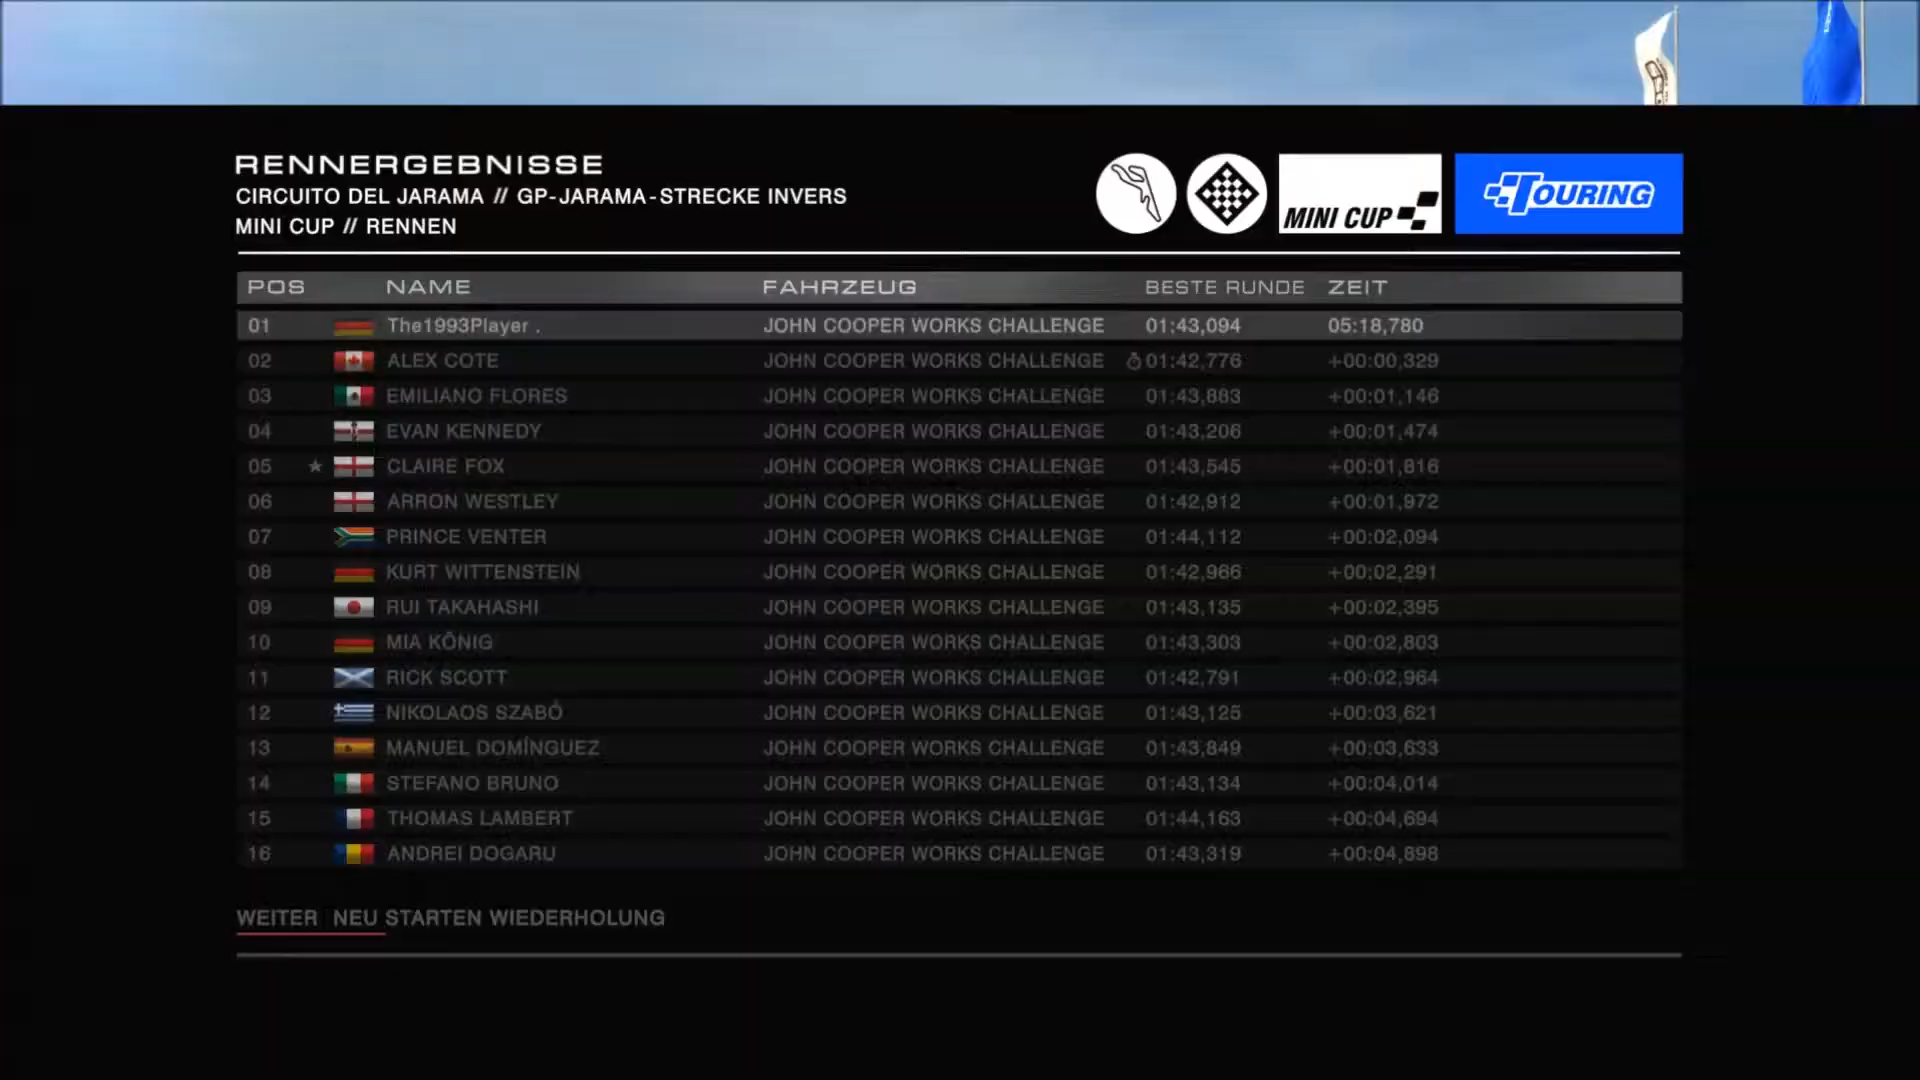 RENNERGEBNISSE
CIRCUITO DEL JARAMA // GP-JARAMA-STRECKE INVERS
MINI CUP // RENNEN
MINI CUP
TOURING
POS NAME FAHRZEUG BESTE RUNDE ZEIT
01 The1993Player . JOHN COOPER WORKS CHALLENGE 01:43,094 05:18,780
02 ALEX COTE JOHN COOPER WORKS CHALLENGE 01:42,776 +00:00,329
03 EMILIANO FLORES JOHN COOPER WORKS CHALLENGE 01:43,883 +00:01,146
04 EVAN KENNEDY JOHN COOPER WORKS CHALLENGE 01:43,206 +00:01,474
05 ★ CLAIRE FOX JOHN COOPER WORKS CHALLENGE 01:43,545 +00:01,816
06 ARRON WESTLEY JOHN COOPER WORKS CHALLENGE 01:42,912 +00:01,972
07 PRINCE VENTER JOHN COOPER WORKS CHALLENGE 01:44,112 +00:02,094
08 KURT WITTENSTEIN JOHN COOPER WORKS CHALLENGE 01:42,966 +00:02,291
09 RUI TAKAHASHI JOHN COOPER WORKS CHALLENGE 01:43,135 +00:02,395
10 MIA KÖNIG JOHN COOPER WORKS CHALLENGE 01:43,303 +00:02,803
11 RICK SCOTT JOHN COOPER WORKS CHALLENGE 01:42,791 +00:02,964
12 NIKOLAOS SZABÓ JOHN COOPER WORKS CHALLENGE 01:43,125 +00:03,621
13 MANUEL DOMÍNGUEZ JOHN COOPER WORKS CHALLENGE 01:43,849 +00:03,633
14 STEFANO BRUNO JOHN COOPER WORKS CHALLENGE 01:43,134 +00:04,014
15 THOMAS LAMBERT JOHN COOPER WORKS CHALLENGE 01:44,163 +00:04,694
16 ANDREI DOGARU JOHN COOPER WORKS CHALLENGE 01:43,319 +00:04,898
WEITER NEU STARTEN WIEDERHOLUNG